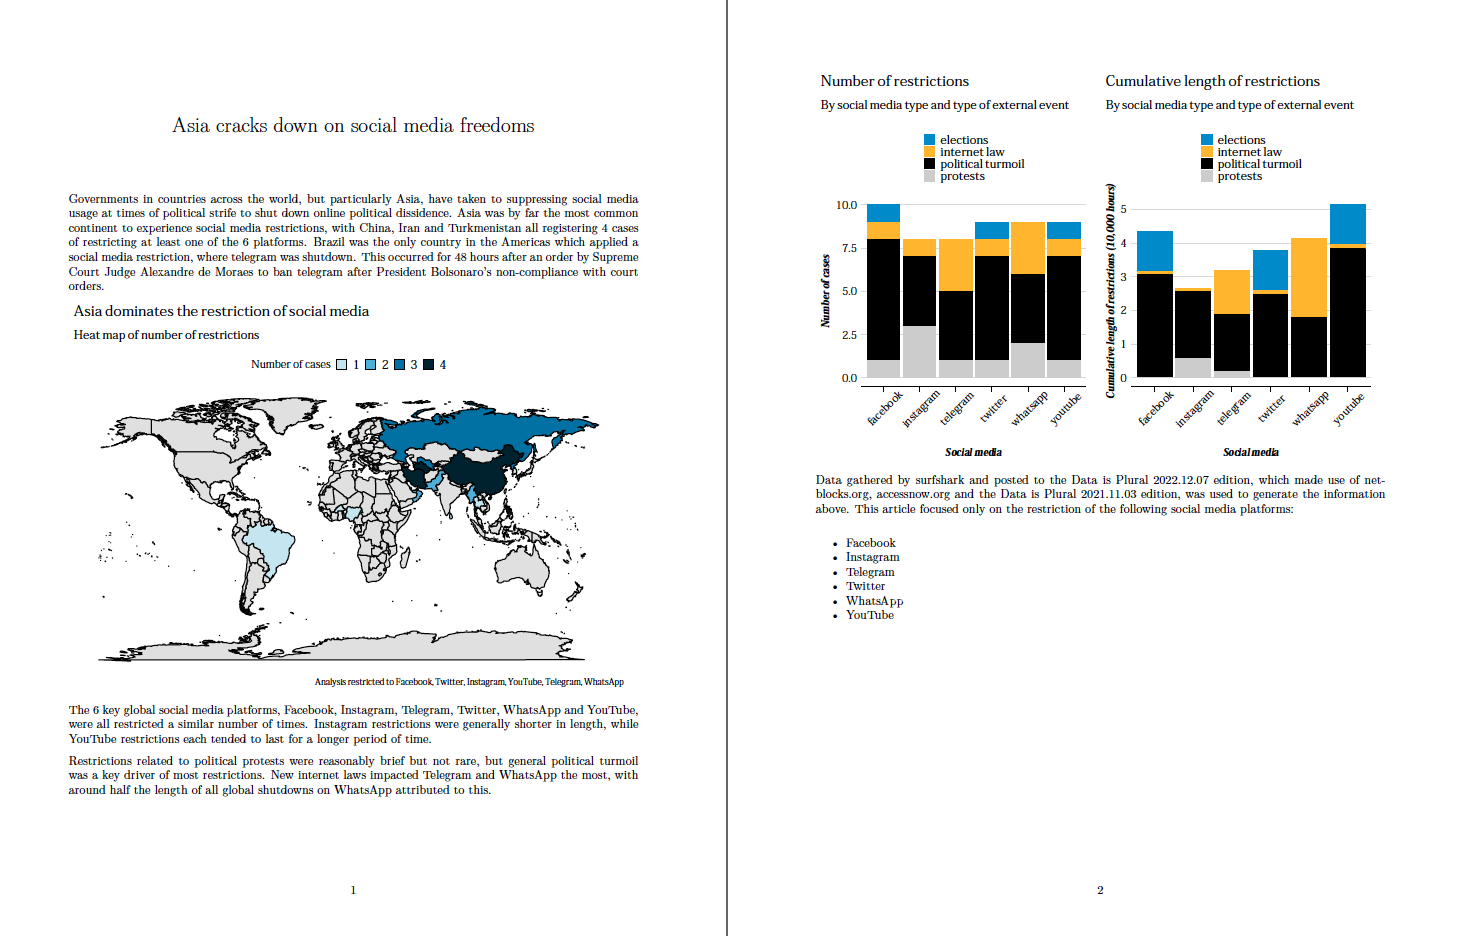 Asia cracks down on social media freedoms
Governments in countries across the world, but particularly Asia, have taken to suppressing social media
usage at times of political strife to shut down online political dissidence. Asia was by far the most common
continent to experience social media restrictions, with China, Iran and Turkmenistan all registering 4 cases
of restricting at least one of the 6 platforms. Brazil was the only country in the Americas which applied a
social media restriction, where telegram was shutdown. This occurred for 48 hours after an order by Supreme
Court Judge Alexandre de Moraes to ban telegram after President Bolsonaro's non-compliance with court
orders.
Asia dominates the restriction of social media
Heat map of number of restrictions
Number of cases 1 2 3 4
Analysis restricted to Facebook, Twitter, Instagram, YouTube, Telegram, WhatsApp
The 6 key global social media platforms, Facebook, Instagram, Telegram, Twitter, WhatsApp and YouTube,
were all restricted a similar number of times. Instagram restrictions were generally shorter in length, while
YouTube restrictions each tended to last for a longer period of time.
Restrictions related to political protests were reasonably brief but not rare, but general political turmoil
was a key driver of most restrictions. New internet laws impacted Telegram and WhatsApp the most, with
around half the length of all global shutdowns on WhatsApp attributed to this.
1
Number of restrictions
By social media type and type of external event
elections
internet law
political turmoil
protests
Number of cases
10.0
7.5
5.0
2.5
0.0
facebook
instagram
telegram
twitter
whatsapp
youtube
Social media
Cumulative length of restrictions
By social media type and type of external event
elections
internet law
political turmoil
protests
Cumulative length of restrictions (10,000 hours)
5
4
3
2
1
0
facebook
instagram
telegram
twitter
whatsapp
youtube
Social media
Data gathered by surfshark and posted to the Data is Plural 2022.12.07 edition, which made use of net-
blocks.org, accessnow.org and the Data is Plural 2021.11.03 edition, was used to generate the information
above. This article focused only on the restriction of the following social media platforms:
• Facebook
• Instagram
• Telegram
• Twitter
• WhatsApp
• YouTube
2